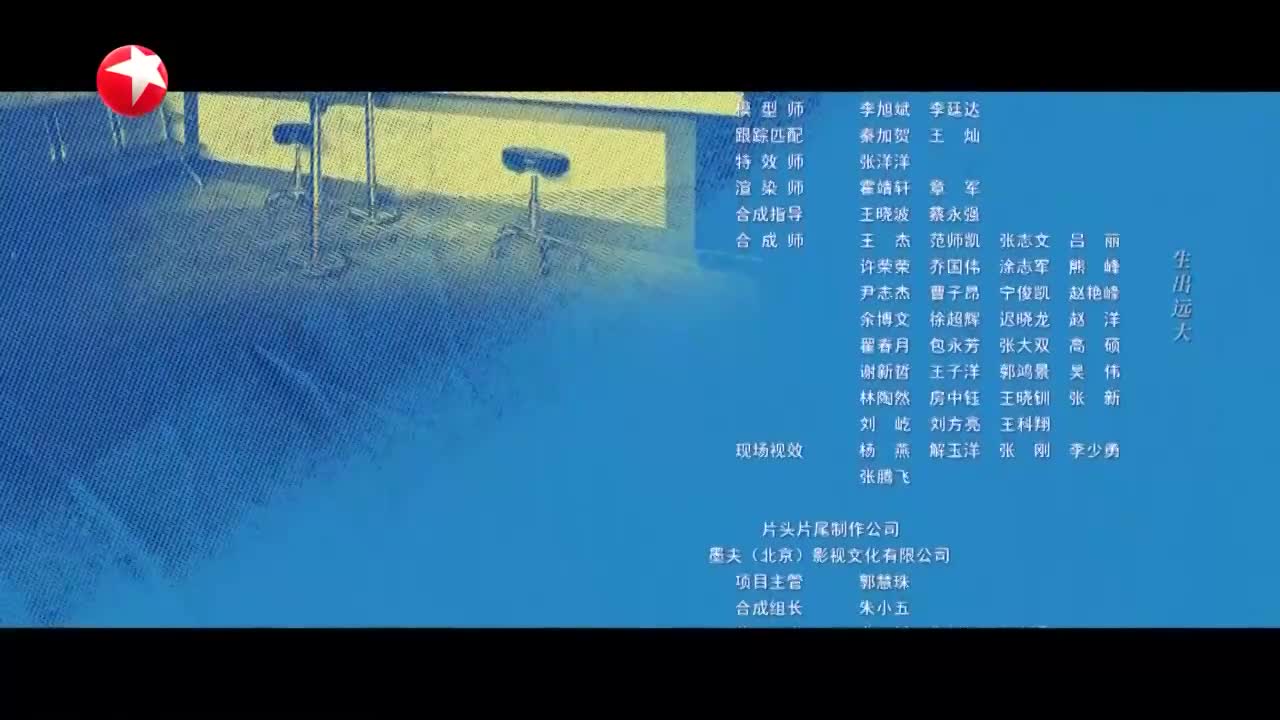 模型师 李旭斌 李廷达
跟踪匹配 秦加贺 王灿
特效师 张洋洋
渲染师 霍靖轩 章军
合成指导 王晓波 蔡永强
合成师 王杰 范师凯 张志文 吕丽
许荣荣 乔国伟 涂志军 熊峰
尹志杰 曹子昂 宁俊凯 赵艳峰
余博文 徐超辉 迟晓龙 赵洋
翟春月 包永芳 张大双 高硕
谢新哲 王子洋 郭鸿景 吴伟
林陶然 房中钰 王晓钏 张新
刘屹 刘方亮 王科翔
现场视效 杨燕 解玉洋 张刚 李少勇
张腾飞
片头片尾制作公司
墨夫（北京）影视文化有限公司
项目主管 郭慧珠
合成组长 朱小五
生出远大